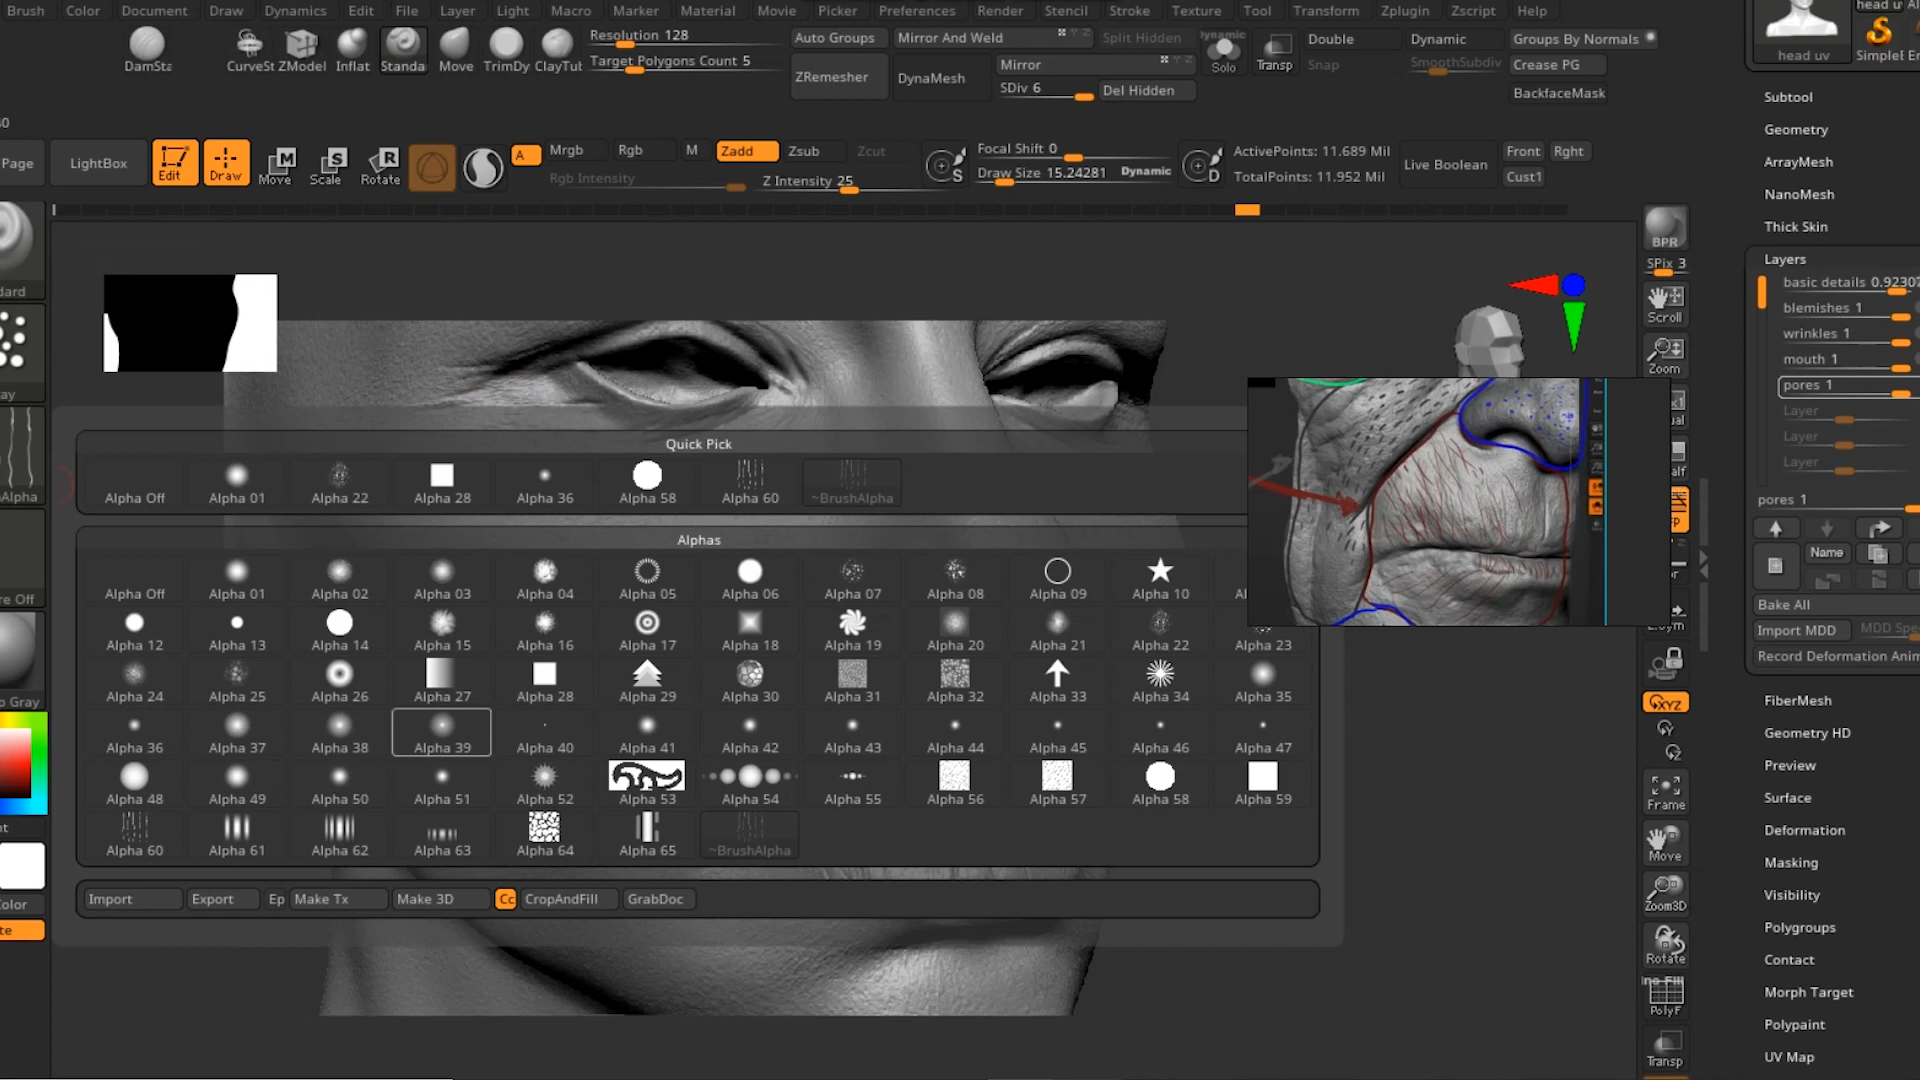 Brush Color Document Draw Dynamics Edit File Layer Light Macro Marker Material Movie Picker Preferences Render Stencil Stroke Texture Tool Transform Zplugin Zscript Help
DamSta CurveSt ZModel Inflat Standa Move TrimDy ClayTub
Resolution 128
Target Polygons Count 5
Auto Groups
ZRemesher
Mirror And Weld
Split Hidden
DynaMesh
Mirror
SDiv 6
Del Hidden
Dynamic
Solo
Transp
Double
Snap
Dynamic
SmoothSubdiv
Groups By Normals
Crease PG
BackfaceMask
head uv
Page
LightBox
Edit
Draw
Move
Scale
Rotate
A
Mrgb Rgb M Zadd Zsub Zcut
Rgb Intensity
Z Intensity 25
S
Focal Shift 0
Draw Size 15.24281 Dynamic
D
ActivePoints: 11.689 Mil
TotalPoints: 11.952 Mil
Live Boolean
Front Rght
Cust1
Quick Pick
Alpha Off Alpha 01 Alpha 22 Alpha 28 Alpha 36 Alpha 58 Alpha 60 ~BrushAlpha
Alphas
Alpha Off Alpha 01 Alpha 02 Alpha 03 Alpha 04 Alpha 05 Alpha 06 Alpha 07 Alpha 08 Alpha 09 Alpha 10
Alpha 12 Alpha 13 Alpha 14 Alpha 15 Alpha 16 Alpha 17 Alpha 18 Alpha 19 Alpha 20 Alpha 21 Alpha 22 Alpha 23
Alpha 24 Alpha 25 Alpha 26 Alpha 27 Alpha 28 Alpha 29 Alpha 30 Alpha 31 Alpha 32 Alpha 33 Alpha 34 Alpha 35
Alpha 36 Alpha 37 Alpha 38 Alpha 39 Alpha 40 Alpha 41 Alpha 42 Alpha 43 Alpha 44 Alpha 45 Alpha 46 Alpha 47
Alpha 48 Alpha 49 Alpha 50 Alpha 51 Alpha 52 Alpha 53 Alpha 54 Alpha 55 Alpha 56 Alpha 57 Alpha 58 Alpha 59
Alpha 60 Alpha 61 Alpha 62 Alpha 63 Alpha 64 Alpha 65 ~BrushAlpha
Import Export Ep Make Tx Make 3D Cc CropAndFill GrabDoc
BPR
SPix 3
Scroll
Zoom
XYZ
Frame
Move
Zoom3D
Rotate
PolyF
Transp
Subtool
Geometry
ArrayMesh
NanoMesh
Thick Skin
Layers
basic details 0.92307
blemishes 1
wrinkles 1
mouth 1
pores 1
Layer
Layer
Layer
pores 1
Name
Bake All
Import MDD MDD Spe
Record Deformation Anim
FiberMesh
Geometry HD
Preview
Surface
Deformation
Masking
Visibility
Polygroups
Contact
Morph Target
Polypaint
UV Map